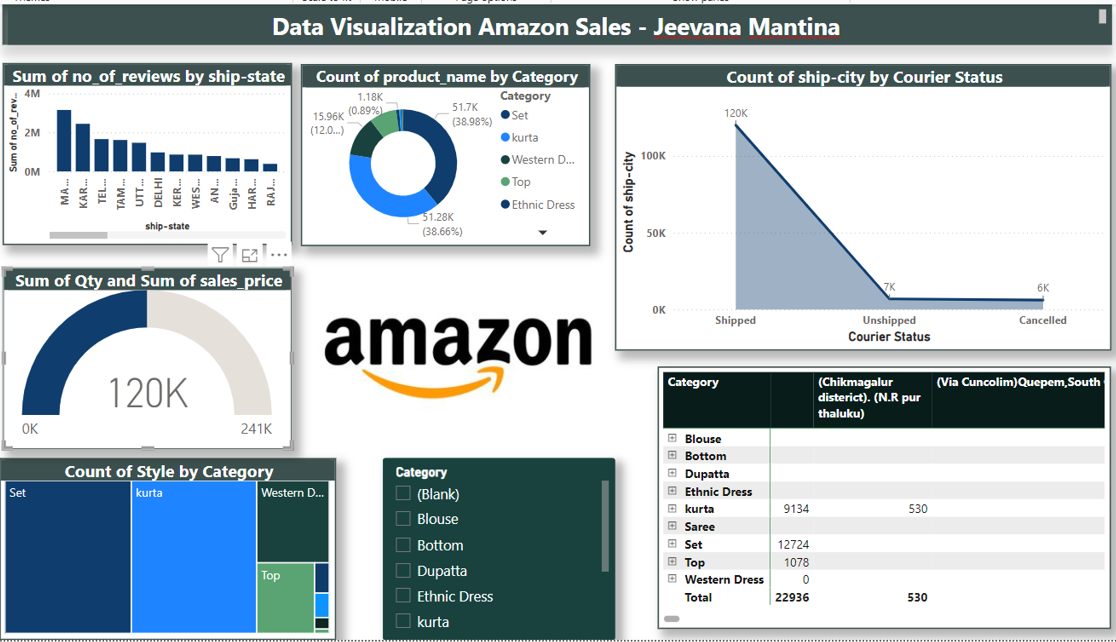 Data Visualization Amazon Sales - Jeevana Mantina
Sum of no_of_reviews by ship-state
4M
2M
0M
Sum of no_of_rev...
MA...
KAR...
TEL...
TAM...
UTT...
DELHI
KER...
WES...
AN...
Guja...
HAR...
RAJ...
ship-state
Count of product_name by Category
1.18K
(0.89%)
15.96K
(12.0...)
51.7K
(38.98%)
51.28K
(38.66%)
Category
Set
kurta
Western D...
Top
Ethnic Dress
Count of ship-city by Courier Status
Count of ship-city
100K
50K
0K
120K
7K
6K
Shipped
Unshipped
Cancelled
Courier Status
Sum of Qty and Sum of sales_price
120K
0K
241K
amazon
Category
(Chikmagalur
disterict). (N.R pur
thaluku)
(Via Cuncolim)Quepem,South
Blouse
Bottom
Dupatta
Ethnic Dress
kurta 9134 530
Saree
Set 12724
Top 1078
Western Dress 0
Total 22936 530
Count of Style by Category
Set
kurta
Western D...
Top
Category
(Blank)
Blouse
Bottom
Dupatta
Ethnic Dress
kurta